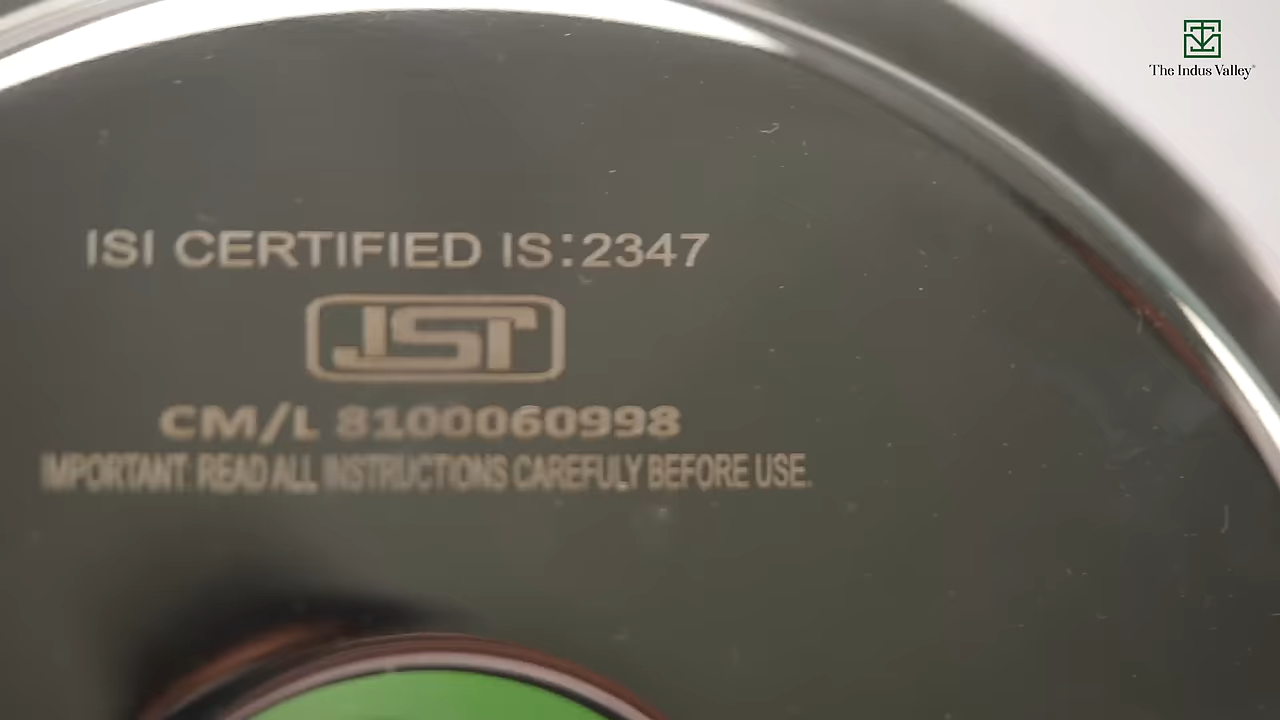 The Indus Valley
ISI CERTIFIED IS:2347
ISI
CM/L 8100060998
IMPORTANT: READ ALL INSTRUCTIONS CAREFULY BEFORE USE.